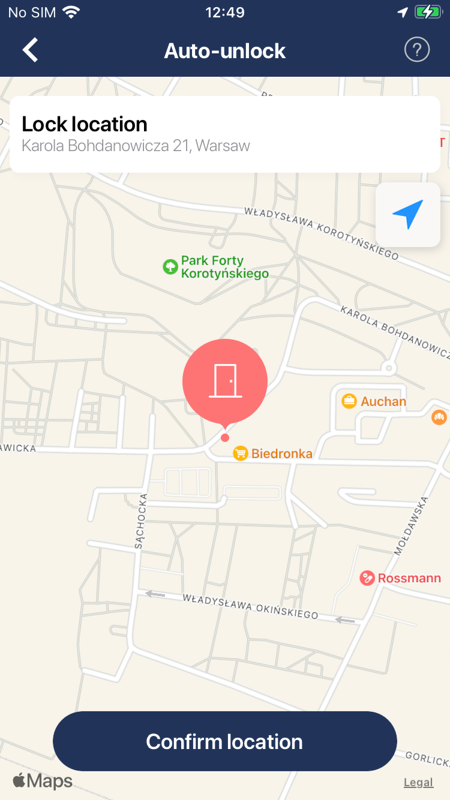 No SIM 12:49
Auto-unlock ?
Lock location
Karola Bohdanowicza 21, Warsaw
T
WŁADYSŁAWA KOROTYŃSKIEGO
Park Forty
Korotyńskiego
KAROLA BOHDANOWICZ
Auchan
AWICKA
Biedronka
SĄCHOCKA
MOŁDAWSKA
Rossmann
WŁADYSŁAWA OKIŃSKIEGO
Confirm location
GORLICK
Maps
Legal